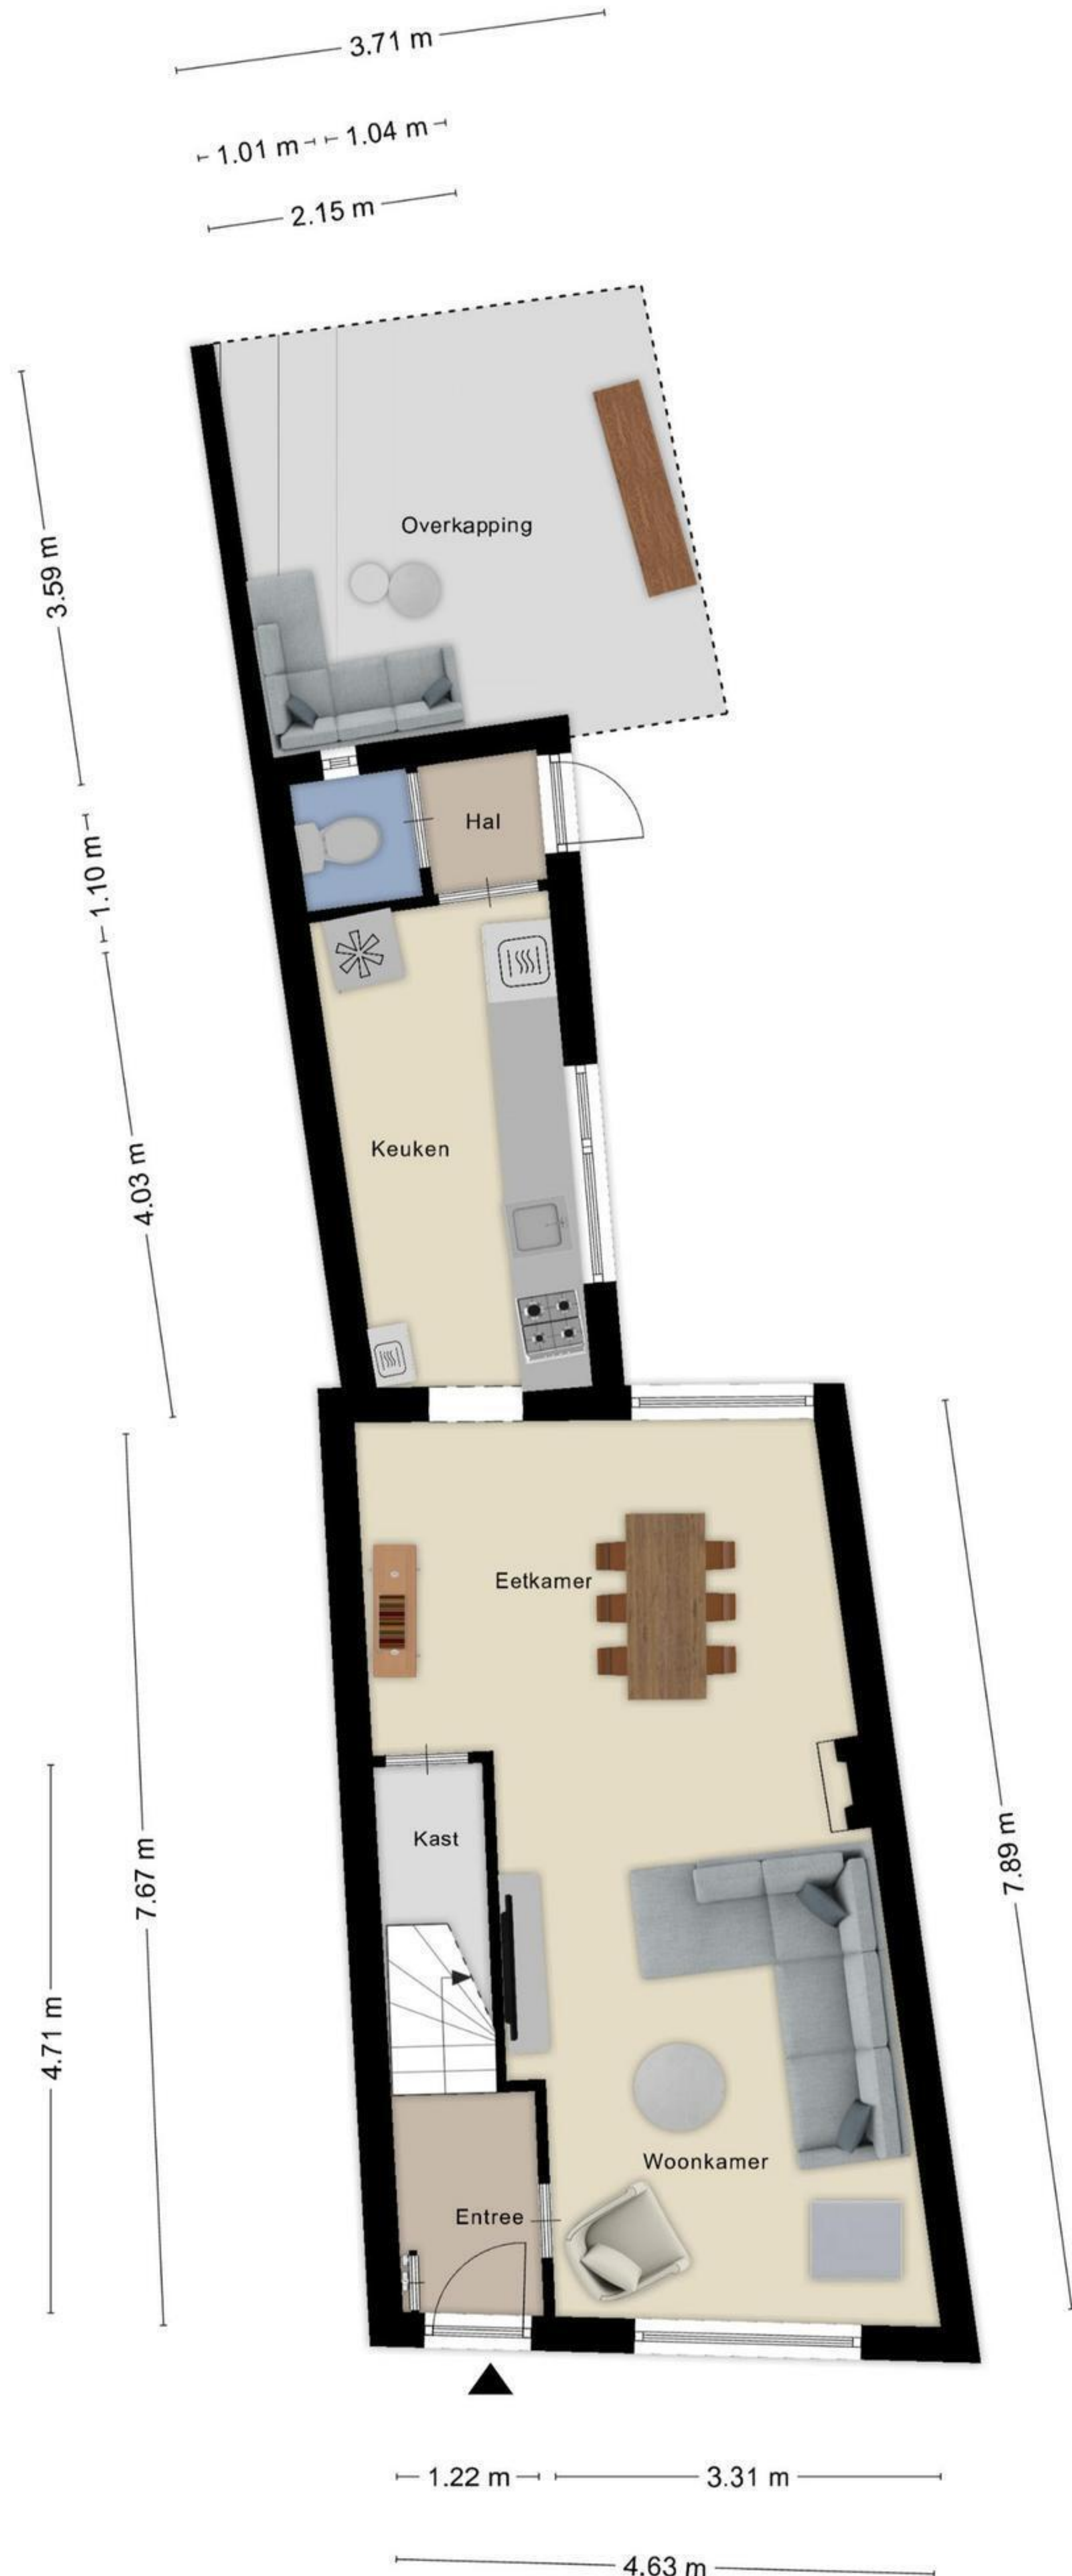 3.71 m
1.01 m
1.04 m
2.15 m
Overkapping
3.59 m
Hal
1.10 m
Keuken
4.03 m
Eetkamer
Kast
7.67 m
7.89 m
4.71 m
Woonkamer
Entree
1.22 m
3.31 m
4.63 m